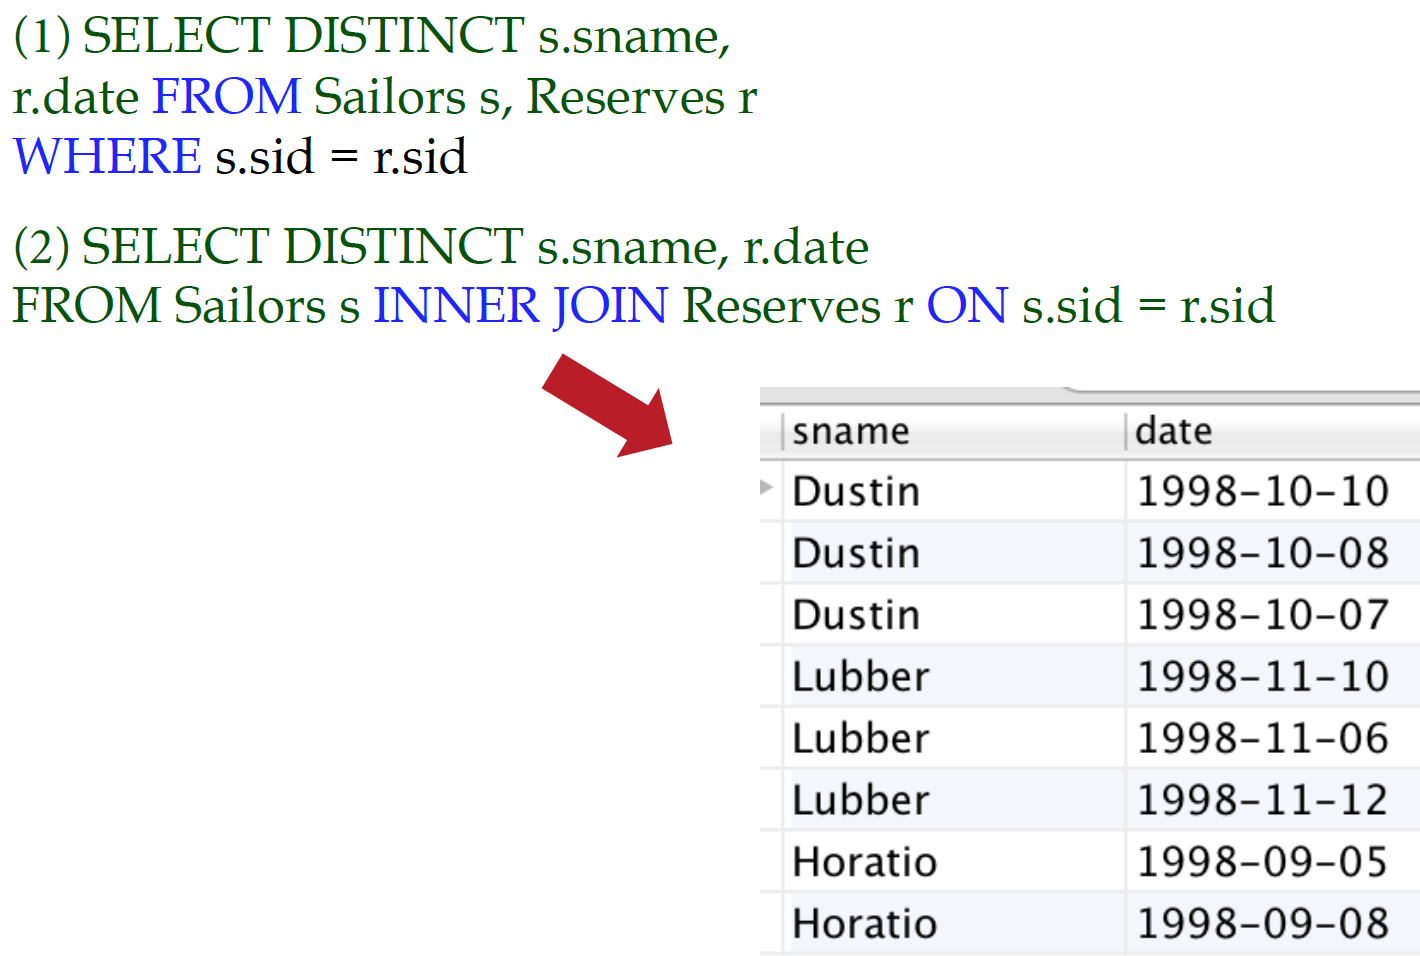 (1) SELECT DISTINCT s.sname,
r.date FROM Sailors s, Reserves r
WHERE s.sid = r.sid
(2) SELECT DISTINCT s.sname, r.date
FROM Sailors s INNER JOIN Reserves r ON s.sid = r.sid
sname date
Dustin 1998-10-10
Dustin 1998-10-08
Dustin 1998-10-07
Lubber 1998-11-10
Lubber 1998-11-06
Lubber 1998-11-12
Horatio 1998-09-05
Horatio 1998-09-08